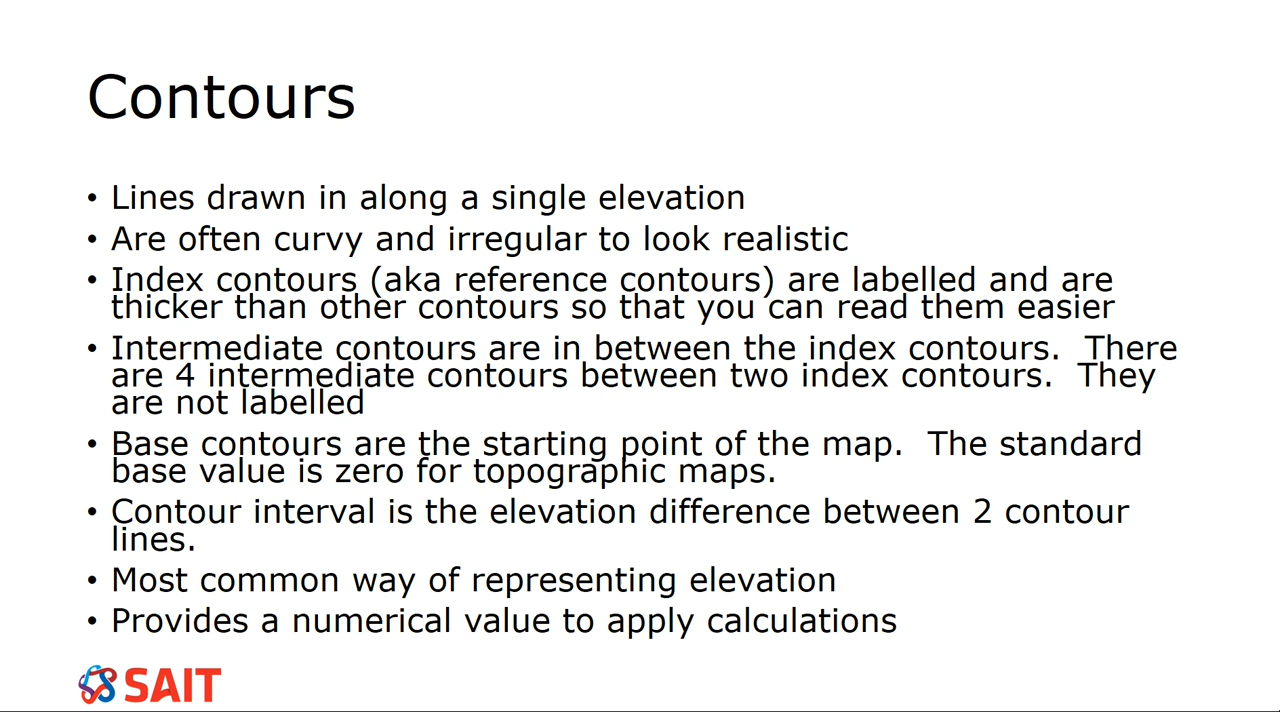 Contours
• Lines drawn in along a single elevation
• Are often curvy and irregular to look realistic
• Index contours (aka reference contours) are labelled and are
thicker than other contours so that you can read them easier
• Intermediate contours are in between the index contours.  There
are 4 intermediate contours between two index contours.  They
are not labelled
• Base contours are the starting point of the map.  The standard
base value is zero for topographic maps.
• Contour interval is the elevation difference between 2 contour
lines.
• Most common way of representing elevation
• Provides a numerical value to apply calculations
SAIT